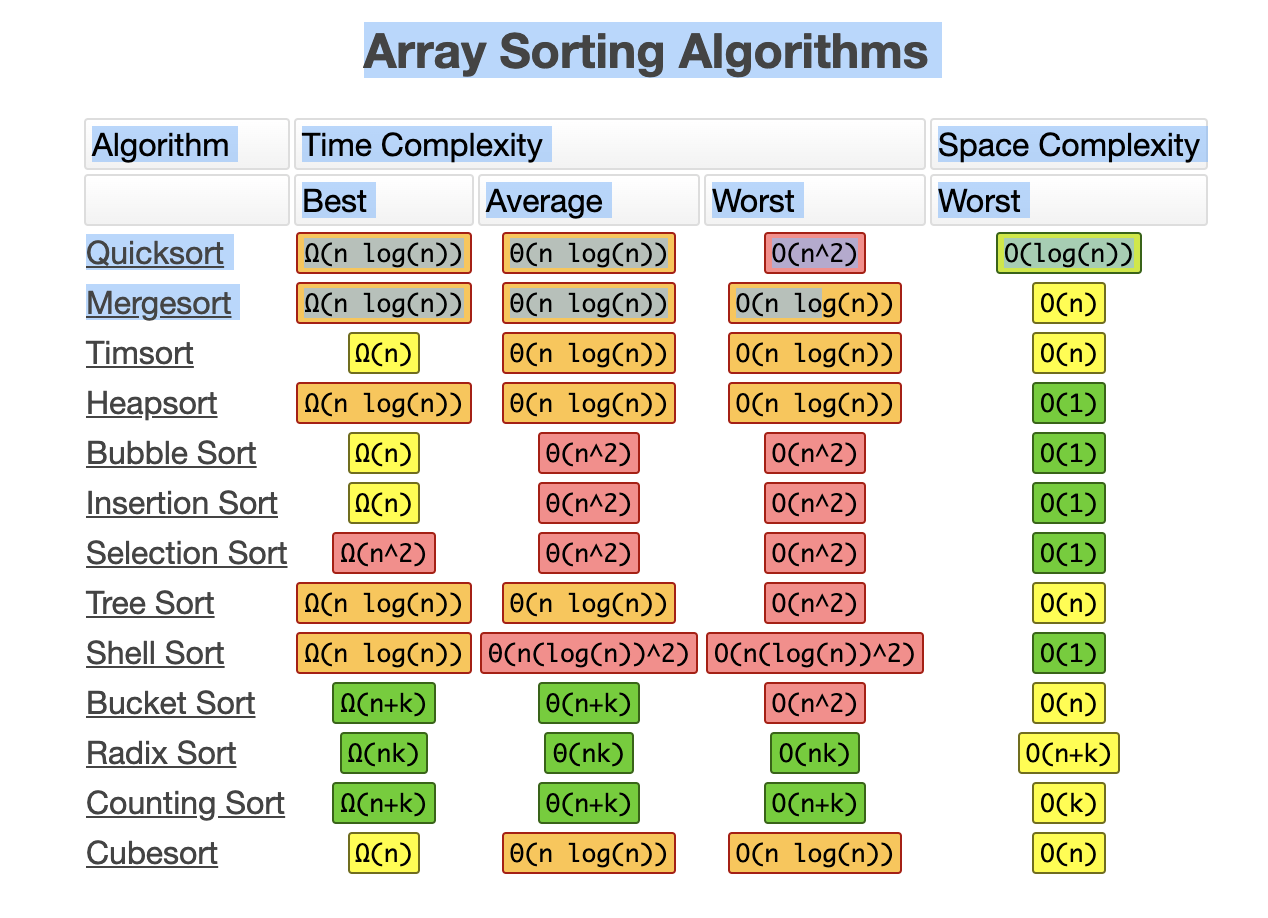 Array Sorting Algorithms
Algorithm Time Complexity Space Complexity
Best Average Worst Worst
Quicksort Ω(n log(n)) Θ(n log(n)) O(n^2) O(log(n))
Mergesort Ω(n log(n)) Θ(n log(n)) O(n log(n)) O(n)
Timsort Ω(n) Θ(n log(n)) O(n log(n)) O(n)
Heapsort Ω(n log(n)) Θ(n log(n)) O(n log(n)) O(1)
Bubble Sort Ω(n) Θ(n^2) O(n^2) O(1)
Insertion Sort Ω(n) Θ(n^2) O(n^2) O(1)
Selection Sort Ω(n^2) Θ(n^2) O(n^2) O(1)
Tree Sort Ω(n log(n)) Θ(n log(n)) O(n^2) O(n)
Shell Sort Ω(n log(n)) Θ(n(log(n))^2) O(n(log(n))^2) O(1)
Bucket Sort Ω(n+k) Θ(n+k) O(n^2) O(n)
Radix Sort Ω(nk) Θ(nk) O(nk) O(n+k)
Counting Sort Ω(n+k) Θ(n+k) O(n+k) O(k)
Cubesort Ω(n) Θ(n log(n)) O(n log(n)) O(n)